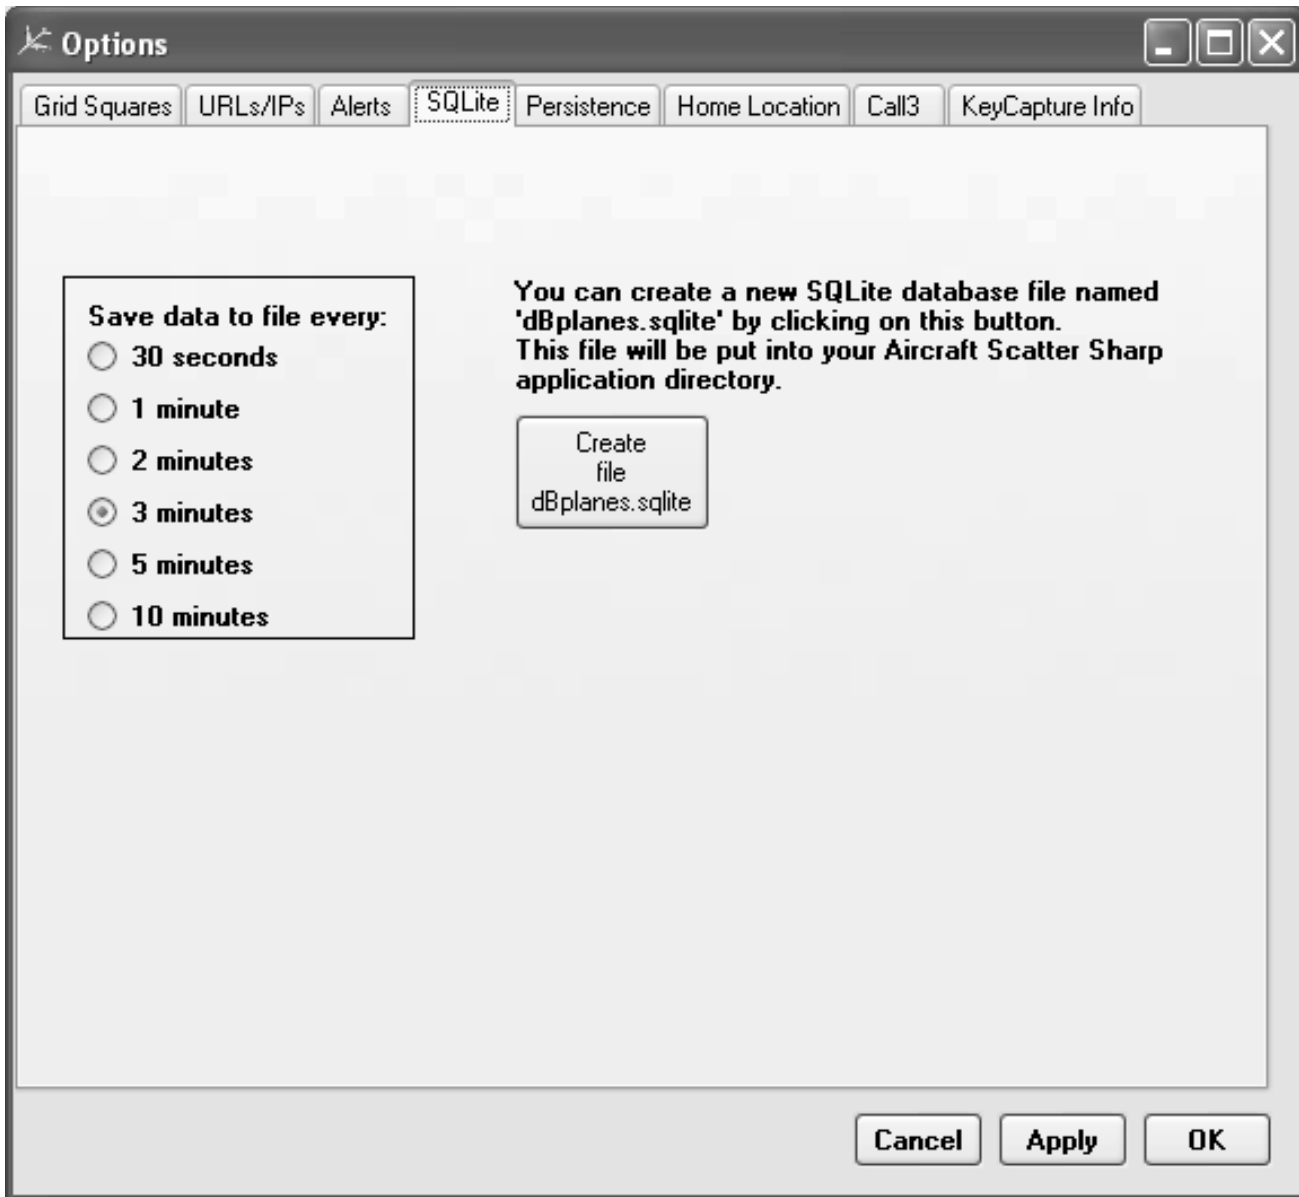 Options
Grid Squares URLs/IPs Alerts SQLite Persistence Home Location Call3 KeyCapture Info
Save data to file every:
30 seconds
1 minute
2 minutes
3 minutes
5 minutes
10 minutes
You can create a new SQLite database file named
'dBplanes.sqlite' by clicking on this button.
This file will be put into your Aircraft Scatter Sharp
application directory.
Create
file
dBplanes.sqlite
Cancel Apply OK